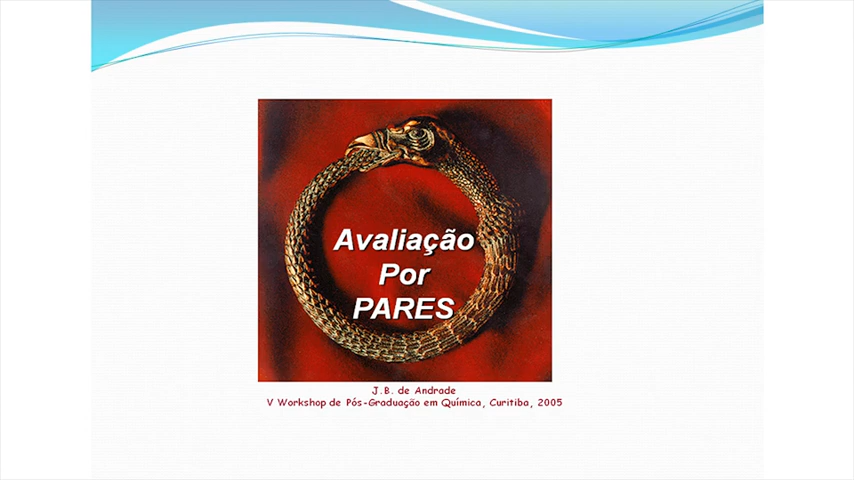 Avaliação
Por
PARES
J.B. de Andrade
V Workshop de Pós-Graduação em Química, Curitiba, 2005